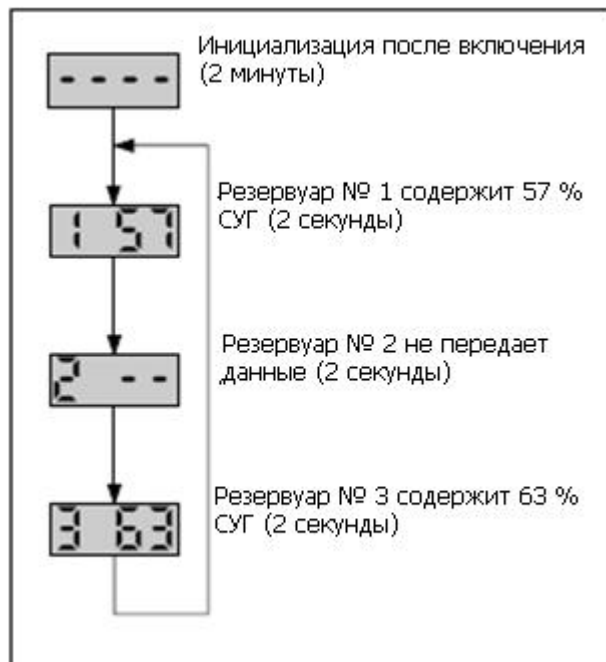 Инициализация после включения
(2 минуты)
- - - -
Резервуар № 1 содержит 57 %
СУГ (2 секунды)
1 57
Резервуар № 2 не передает
данные (2 секунды)
2 --
Резервуар № 3 содержит 63 %
СУГ (2 секунды)
3 63